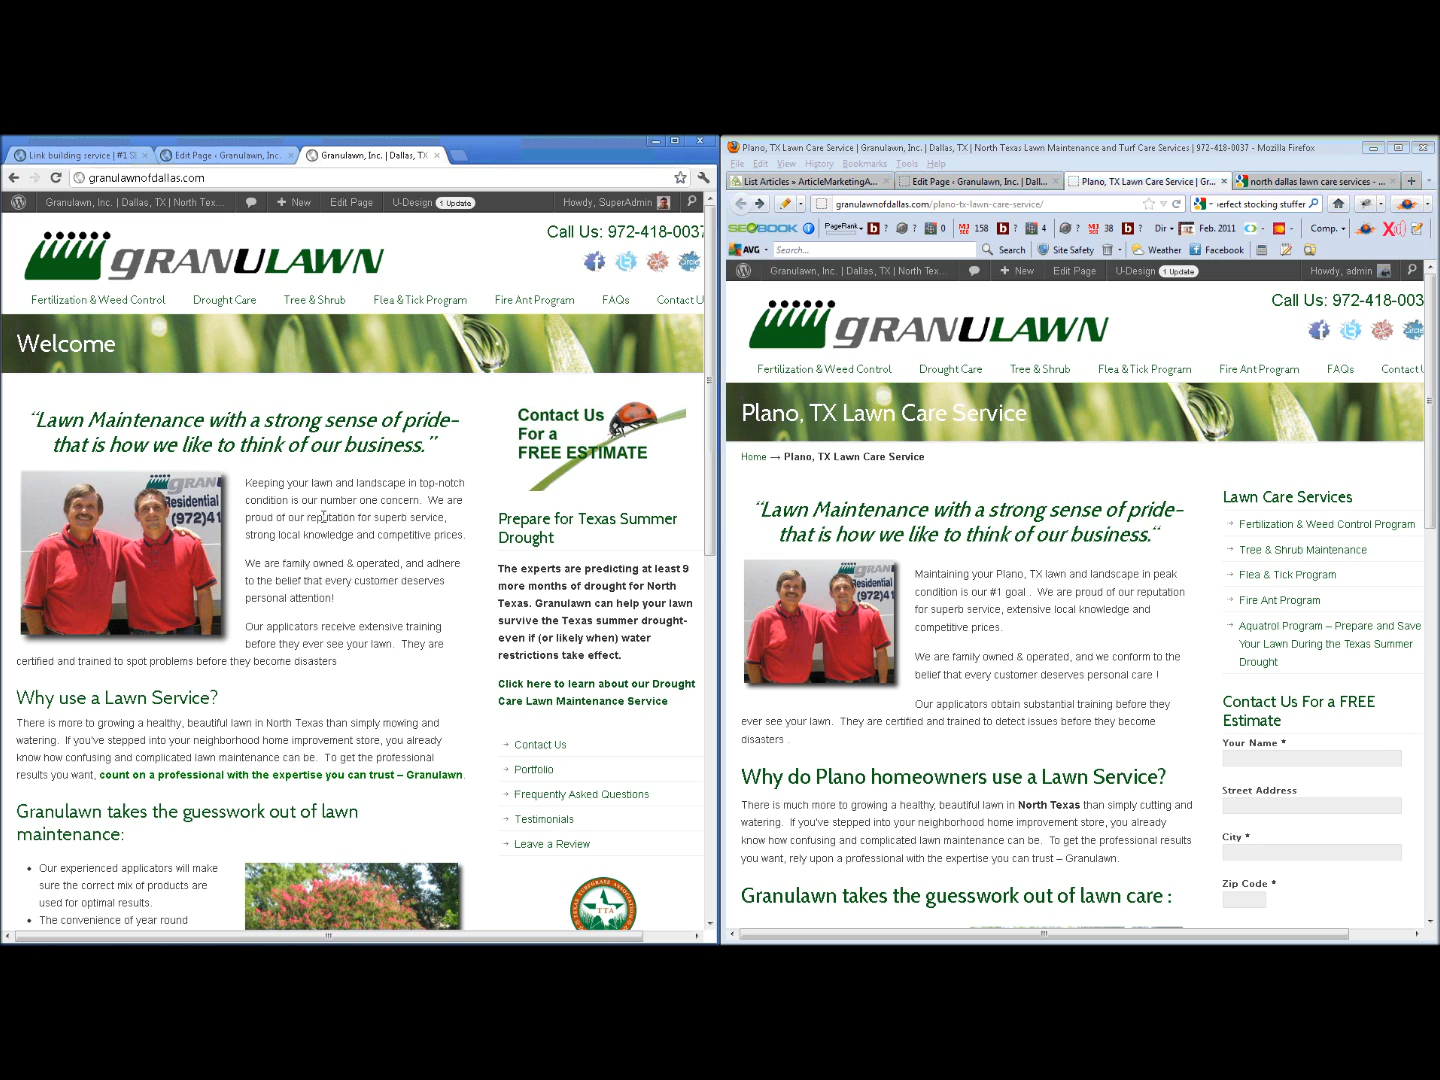 Link building service | #1 SE
Edit Page ‹ Granulawn, Inc.
Granulawn, Inc. | Dallas, TX |
granulawnofdallas.com
Granulawn, Inc. | Dallas, TX | North Tex...
New
Edit Page
U-Design 1 Update
Howdy, SuperAdmin
Call Us: 972-418-0037
GRANULAWN
Fertilization & Weed Control
Drought Care
Tree & Shrub
Flea & Tick Program
Fire Ant Program
FAQs
Contact U
Welcome
“Lawn Maintenance with a strong sense of pride–
that is how we like to think of our business.”
GRAN
Residential
(972)41
Keeping your lawn and landscape in top-notch
condition is our number one concern. We are
proud of our reputation for superb service,
strong local knowledge and competitive prices.
We are family owned & operated, and adhere
to the belief that every customer deserves
personal attention!
Our applicators receive extensive training
before they ever see your lawn. They are
certified and trained to spot problems before they become disasters
Why use a Lawn Service?
There is more to growing a healthy, beautiful lawn in North Texas than simply mowing and
watering. If you've stepped into your neighborhood home improvement store, you already
know how confusing and complicated lawn maintenance can be. To get the professional
results you want, count on a professional with the expertise you can trust – Granulawn.
Granulawn takes the guesswork out of lawn
maintenance:
Our experienced applicators will make
sure the correct mix of products are
used for optimal results.
The convenience of year round
Contact Us
For a
FREE ESTIMATE
Prepare for Texas Summer
Drought
The experts are predicting at least 9
more months of drought for North
Texas. Granulawn can help your lawn
survive the Texas summer drought-
even if (or likely when) water
restrictions take effect.
Click here to learn about our Drought
Care Lawn Maintenance Service
Contact Us
Portfolio
Frequently Asked Questions
Testimonials
Leave a Review
TTA
Plano, TX Lawn Care Service | Granulawn, Inc. | Dallas, TX | North Texas Lawn Maintenance and Turf Care Services | 972-418-0037 - Mozilla Firefox
File Edit View History Bookmarks Tools Help
List Articles » ArticleMarketingA...
Edit Page ‹ Granulawn, Inc. | Dall...
Plano, TX Lawn Care Service | Gr...
north dallas lawn care services - ...
granulawnofdallas.com/plano-tx-lawn-care-service/
erfect stocking stuffer
SEOBOOK
PageRank
?
?
0
158
?
4
?
38
?
Dir
Feb. 2011
Comp.
AVG
Search...
Search
Site Safety
Weather
Facebook
Granulawn, Inc. | Dallas, TX | North Tex...
New
Edit Page
U-Design 1 Update
Howdy, admin
Call Us: 972-418-003
GRANULAWN
Fertilization & Weed Control
Drought Care
Tree & Shrub
Flea & Tick Program
Fire Ant Program
FAQs
Contact U
Plano, TX Lawn Care Service
Home → Plano, TX Lawn Care Service
“Lawn Maintenance with a strong sense of pride–
that is how we like to think of our business.“
GRAN
Residential
(972)41
Maintaining your Plano, TX lawn and landscape in peak
condition is our #1 goal . We are proud of our reputation
for superb service, extensive local knowledge and
competitive prices.
We are family owned & operated, and we conform to the
belief that every customer deserves personal care !
Our applicators obtain substantial training before they
ever see your lawn. They are certified and trained to detect issues before they become
disasters .
Why do Plano homeowners use a Lawn Service?
There is much more to growing a healthy, beautiful lawn in North Texas than simply cutting and
watering. If you've stepped into your neighborhood home improvement store, you already
know how confusing and complicated lawn maintenance can be. To get the professional results
you want, rely upon a professional with the expertise you can trust – Granulawn.
Granulawn takes the guesswork out of lawn care :
Lawn Care Services
Fertilization & Weed Control Program
Tree & Shrub Maintenance
Flea & Tick Program
Fire Ant Program
Aquatrol Program – Prepare and Save
Your Lawn During the Texas Summer
Drought
Contact Us For a FREE
Estimate
Your Name *
Street Address
City *
Zip Code *